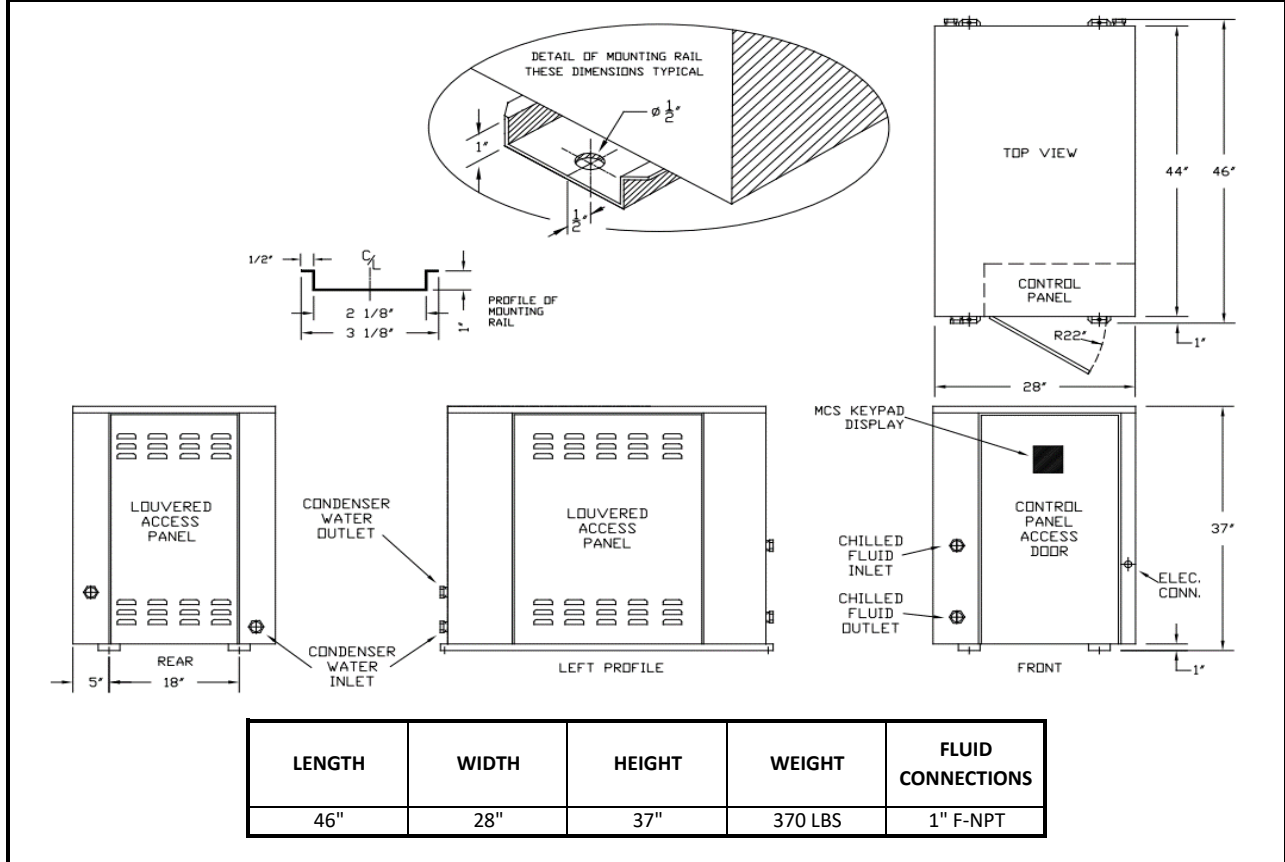 DETAIL OF MOUNTING RAIL
THESE DIMENSIONS TYPICAL
ø 1/2"
1"
1/2"
TOP VIEW
44"
46"
CONTROL
PANEL
R22"
1"
28"
1/2"
C/L
2 1/8"
3 1/8"
1"
PROFILE OF
MOUNTING
RAIL
LOUVERED
ACCESS
PANEL
REAR
5"
18"
CONDENSER
WATER
OUTLET
CONDENSER
WATER
INLET
LOUVERED
ACCESS
PANEL
LEFT PROFILE
MCS KEYPAD
DISPLAY
CONTROL
PANEL
ACCESS
DOOR
CHILLED
FLUID
INLET
CHILLED
FLUID
OUTLET
37"
ELEC.
CONN.
FRONT
1"
LENGTH WIDTH HEIGHT WEIGHT FLUID
CONNECTIONS
46" 28" 37" 370 LBS 1" F-NPT